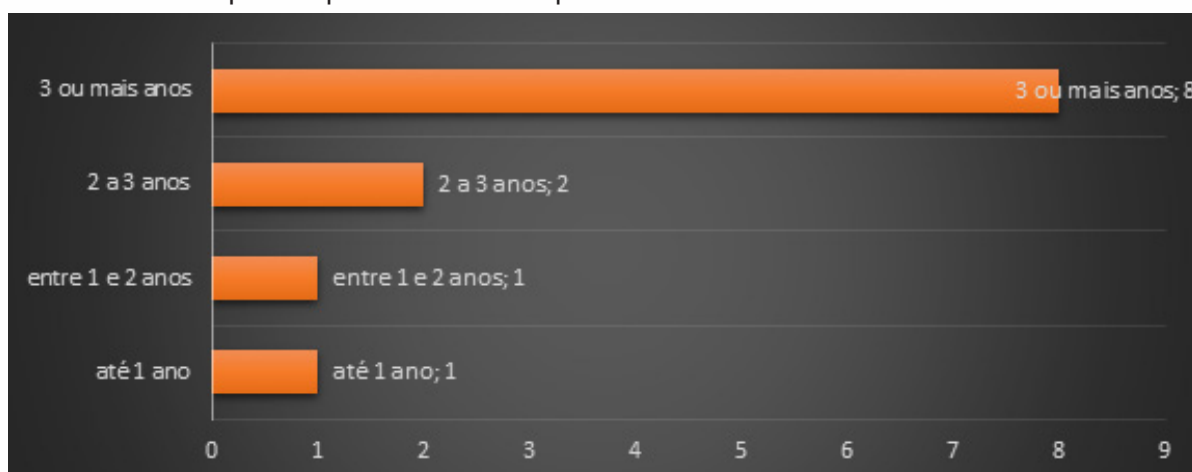 3 ou mais anos
3 ou mais anos; 8
2 a 3 anos
2 a 3 anos; 2
entre 1 e 2 anos
entre 1 e 2 anos; 1
até 1 ano
até 1 ano; 1
0 1 2 3 4 5 6 7 8 9